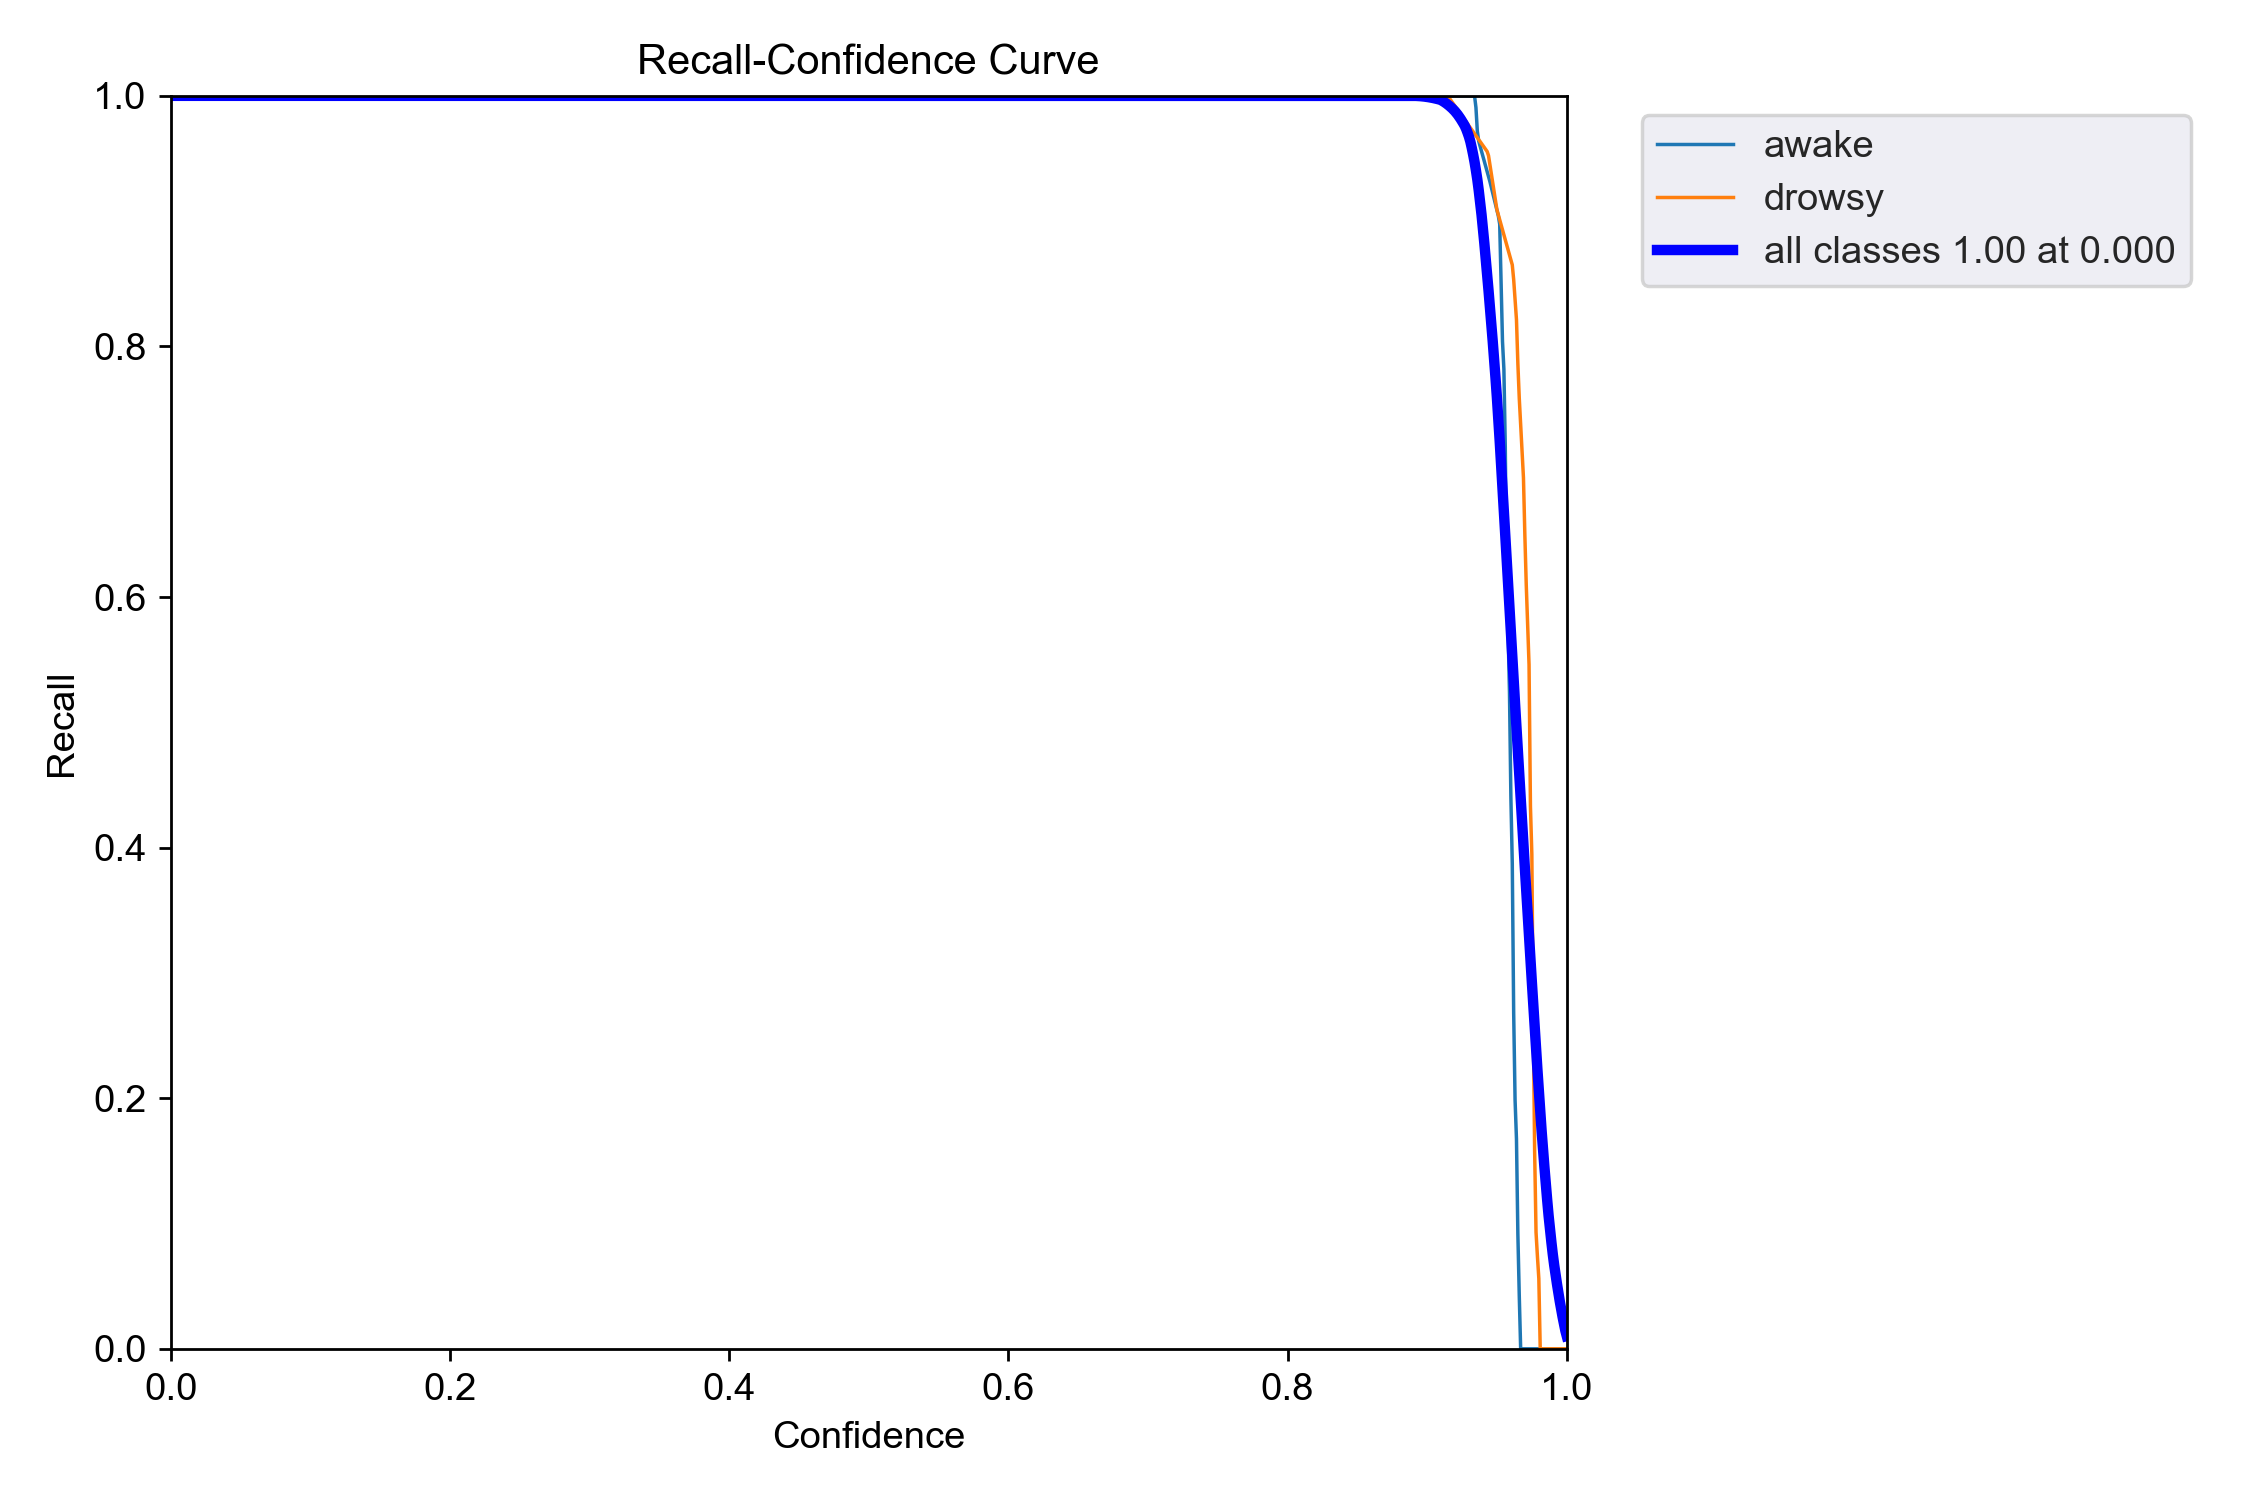 Recall-Confidence Curve
1.0
0.8
0.6
0.4
0.2
0.0
Recall
0.0 0.2 0.4 0.6 0.8 1.0
Confidence
awake
drowsy
all classes 1.00 at 0.000